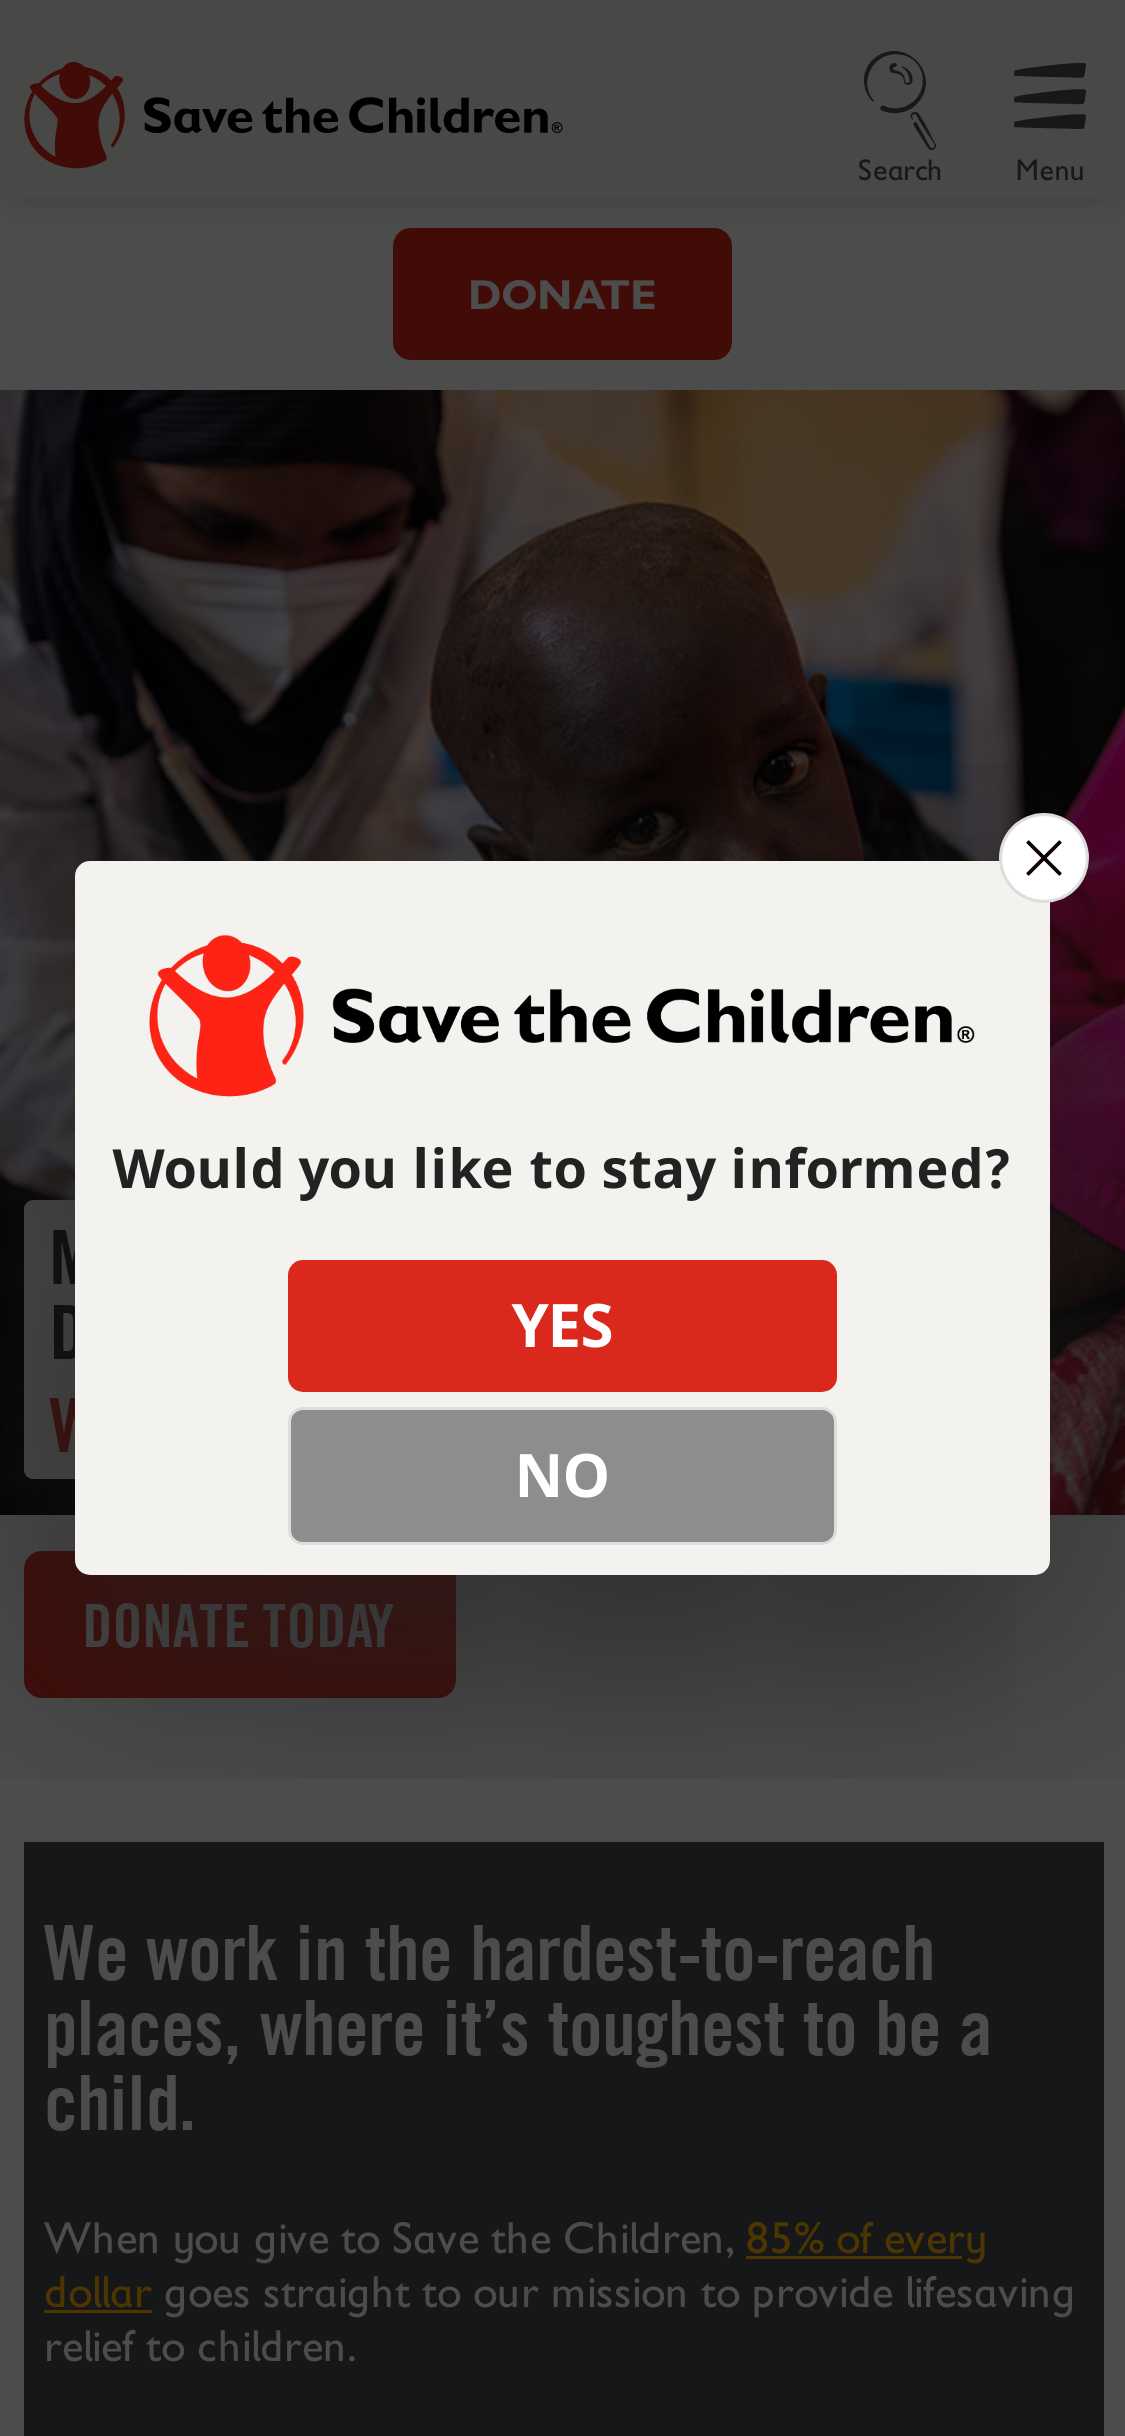 Save the Children®
Search
Menu
DONATE
Save the Children®
Would you like to stay informed?
YES
NO
DONATE TODAY
We work in the hardest-to-reach
places, where it’s toughest to be a
child.
When you give to Save the Children, 85% of every
dollar goes straight to our mission to provide lifesaving
relief to children.